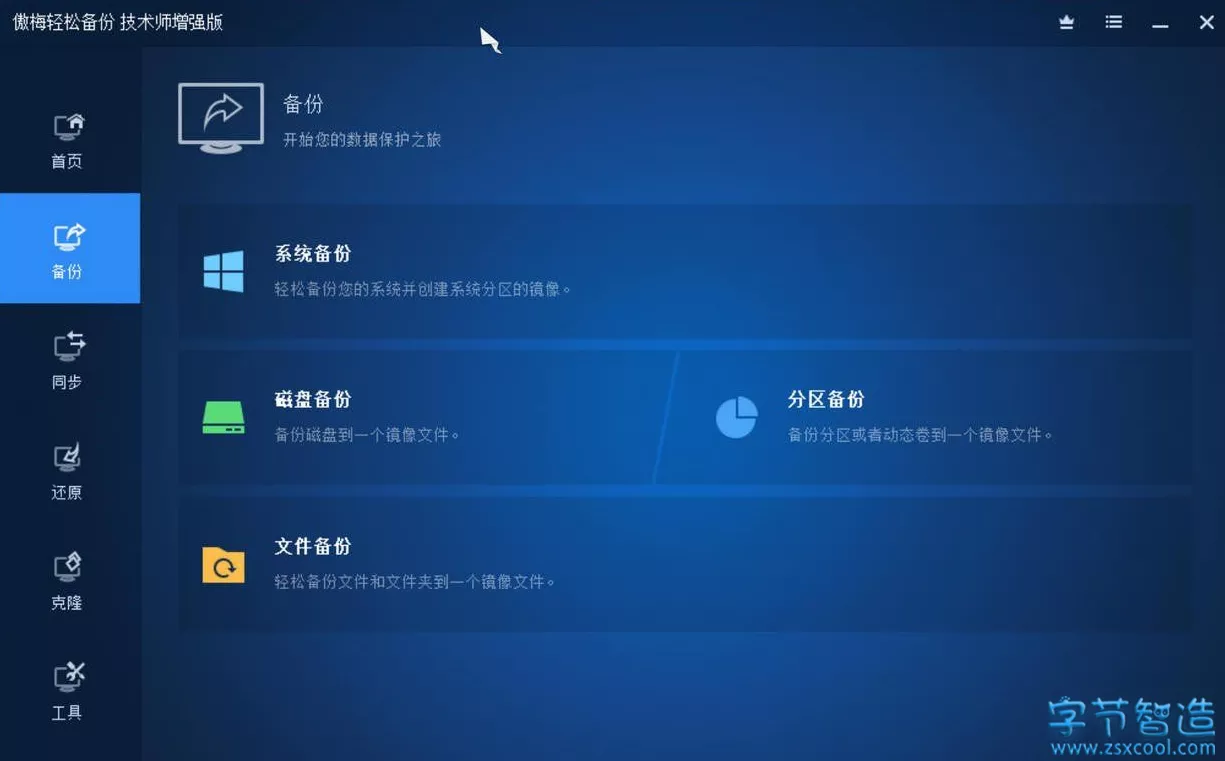 傲梅轻松备份 技术师增强版
首页
备份
同步
还原
克隆
工具
备份
开始您的数据保护之旅
系统备份
轻松备份您的系统并创建系统分区的镜像。
磁盘备份
备份磁盘到一个镜像文件。
分区备份
备份分区或者动态卷到一个镜像文件。
文件备份
轻松备份文件和文件夹到一个镜像文件。
字节智造
www.zsxcool.com